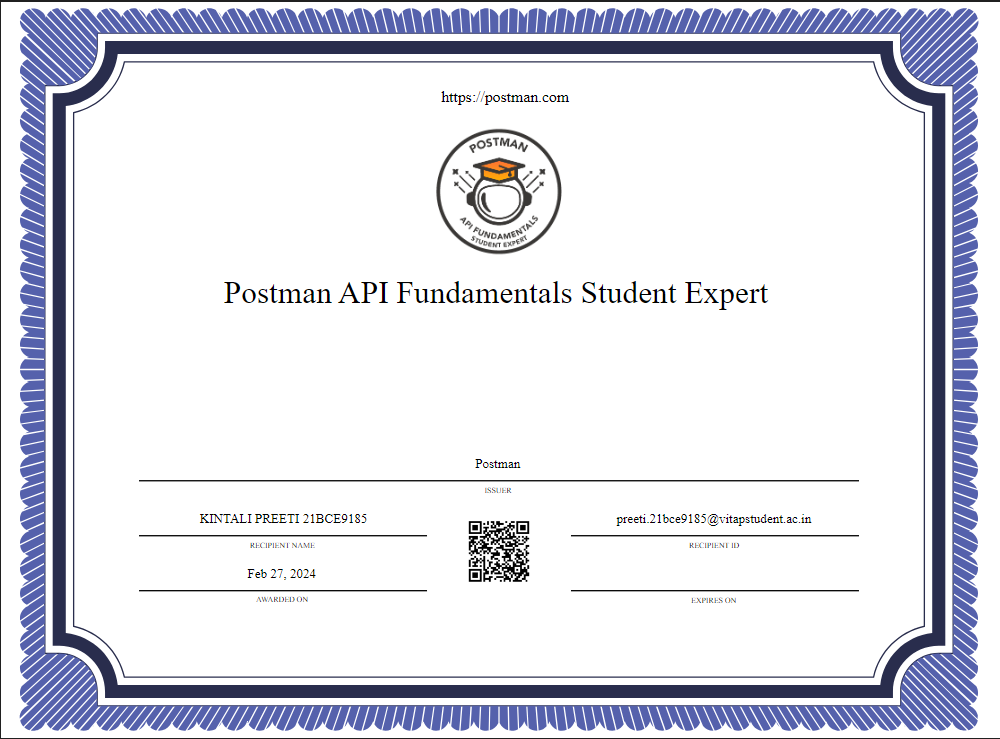 https://postman.com
POSTMAN
API FUNDAMENTALS
STUDENT EXPERT
Postman API Fundamentals Student Expert
Postman
ISSUER
KINTALI PREETI 21BCE9185
RECIPIENT NAME
preeti.21bce9185@vitapstudent.ac.in
RECIPIENT ID
Feb 27, 2024
AWARDED ON
EXPIRES ON